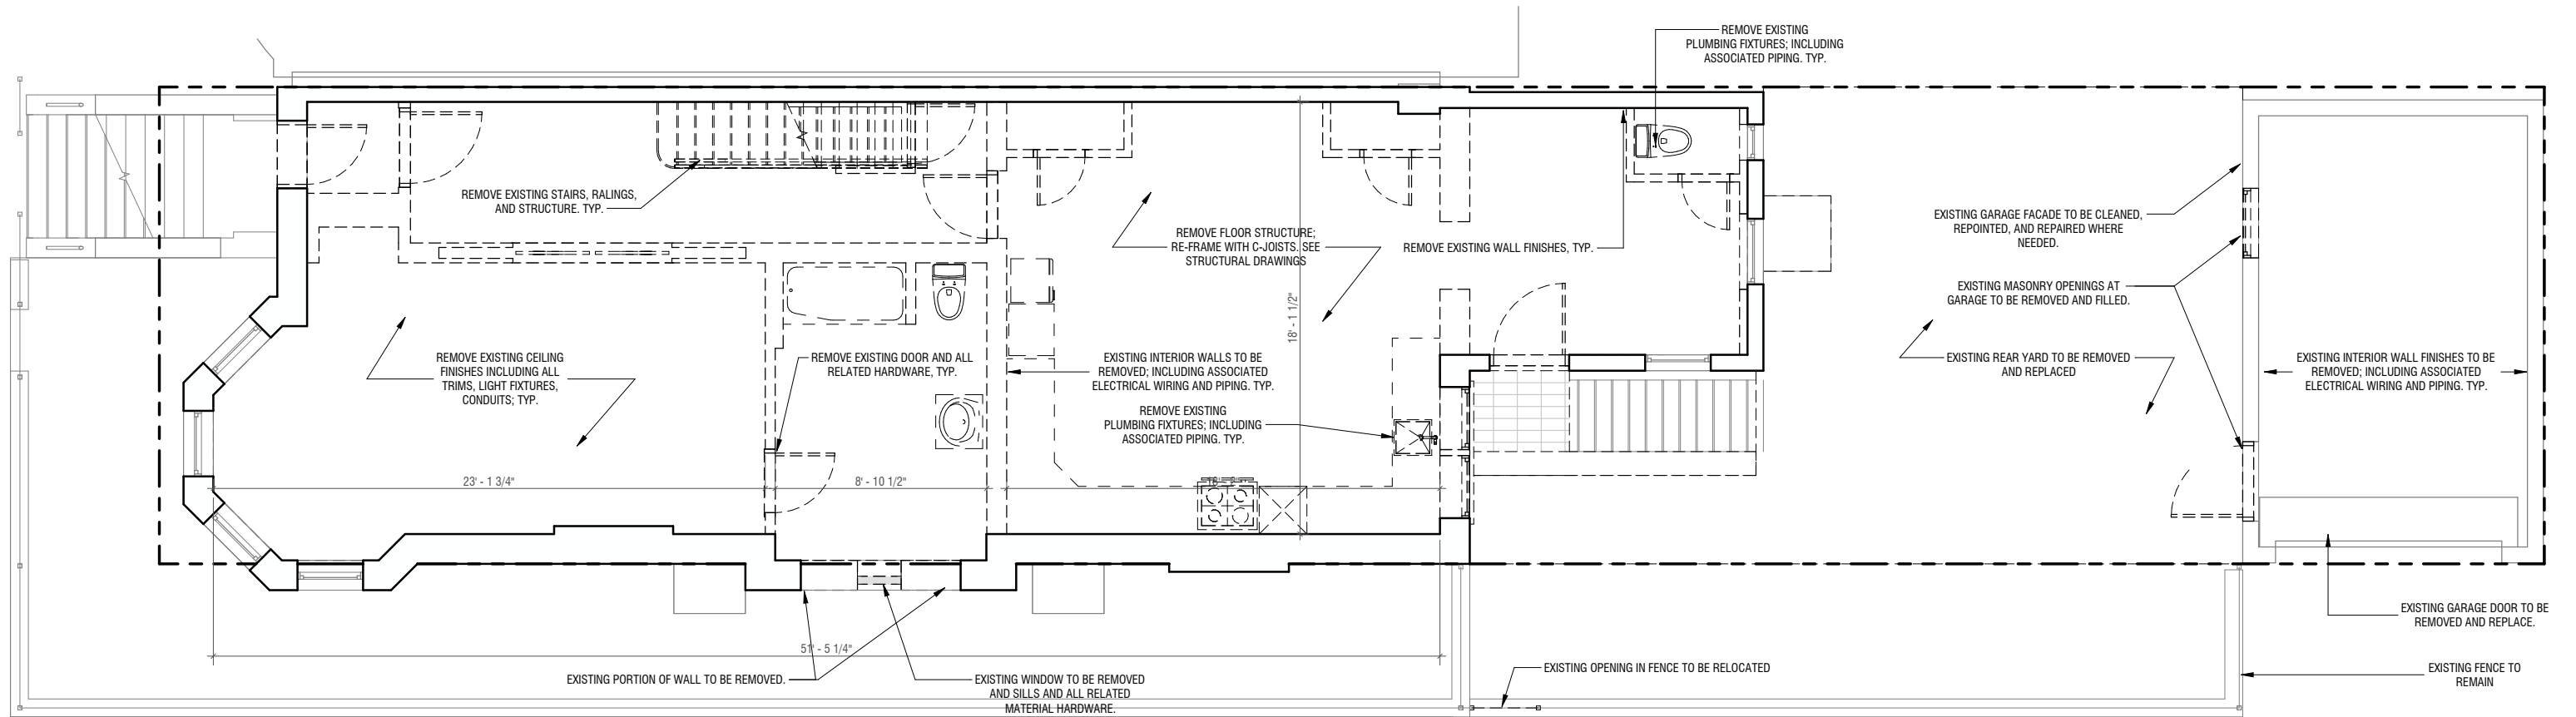 REMOVE EXISTING
PLUMBING FIXTURES; INCLUDING
ASSOCIATED PIPING. TYP.
REMOVE EXISTING STAIRS, RALINGS,
AND STRUCTURE. TYP.
REMOVE FLOOR STRUCTURE;
RE-FRAME WITH C-JOISTS. SEE
STRUCTURAL DRAWINGS
REMOVE EXISTING WALL FINISHES, TYP.
EXISTING GARAGE FACADE TO BE CLEANED,
REPOINTED, AND REPAIRED WHERE
NEEDED.
EXISTING MASONRY OPENINGS AT
GARAGE TO BE REMOVED AND FILLED.
18' - 1 1/2"
REMOVE EXISTING CEILING
FINISHES INCLUDING ALL
TRIMS, LIGHT FIXTURES,
CONDUITS; TYP.
REMOVE EXISTING DOOR AND ALL
RELATED HARDWARE, TYP.
EXISTING INTERIOR WALLS TO BE
REMOVED; INCLUDING ASSOCIATED
ELECTRICAL WIRING AND PIPING. TYP.
REMOVE EXISTING
PLUMBING FIXTURES; INCLUDING
ASSOCIATED PIPING. TYP.
EXISTING REAR YARD TO BE REMOVED
AND REPLACED
EXISTING INTERIOR WALL FINISHES TO BE
REMOVED; INCLUDING ASSOCIATED
ELECTRICAL WIRING AND PIPING. TYP.
23' - 1 3/4"
8' - 10 1/2"
51' - 5 1/4"
EXISTING PORTION OF WALL TO BE REMOVED.
EXISTING WINDOW TO BE REMOVED
AND SILLS AND ALL RELATED
MATERIAL HARDWARE.
EXISTING OPENING IN FENCE TO BE RELOCATED
EXISTING GARAGE DOOR TO BE
REMOVED AND REPLACE.
EXISTING FENCE TO
REMAIN